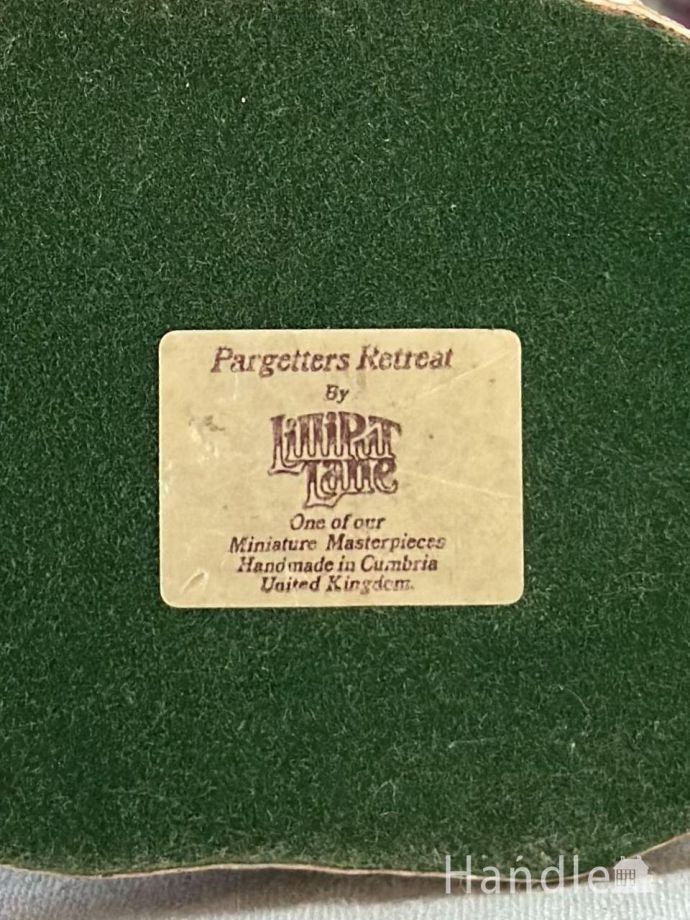 Pargetters Retreat
By
LilliPuT
Lane
One of our
Miniature Masterpieces
Handmade in Cumbria
United Kingdom.
Handle